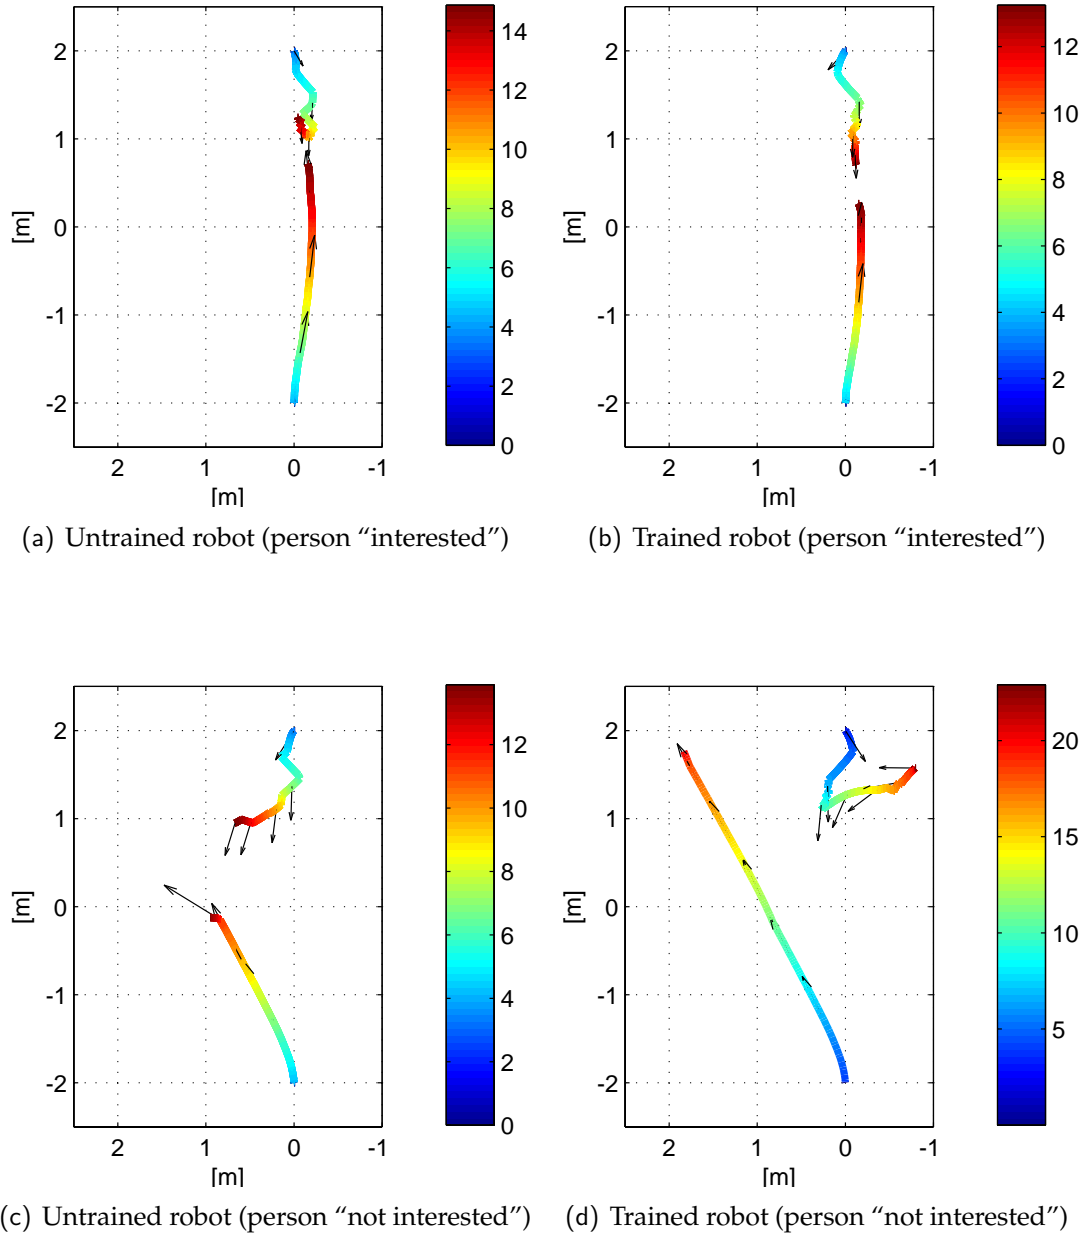 2
1
0
-1
-2
[m]
2 1 0 -1
[m]
14
12
10
8
6
4
2
0
(a) Untrained robot (person “interested”)
2
1
0
-1
-2
[m]
2 1 0 -1
[m]
12
10
8
6
4
2
0
(b) Trained robot (person “interested”)
2
1
0
-1
-2
[m]
2 1 0 -1
[m]
12
10
8
6
4
2
0
(c) Untrained robot (person “not interested”)
2
1
0
-1
-2
[m]
2 1 0 -1
[m]
20
15
10
5
(d) Trained robot (person “not interested”)